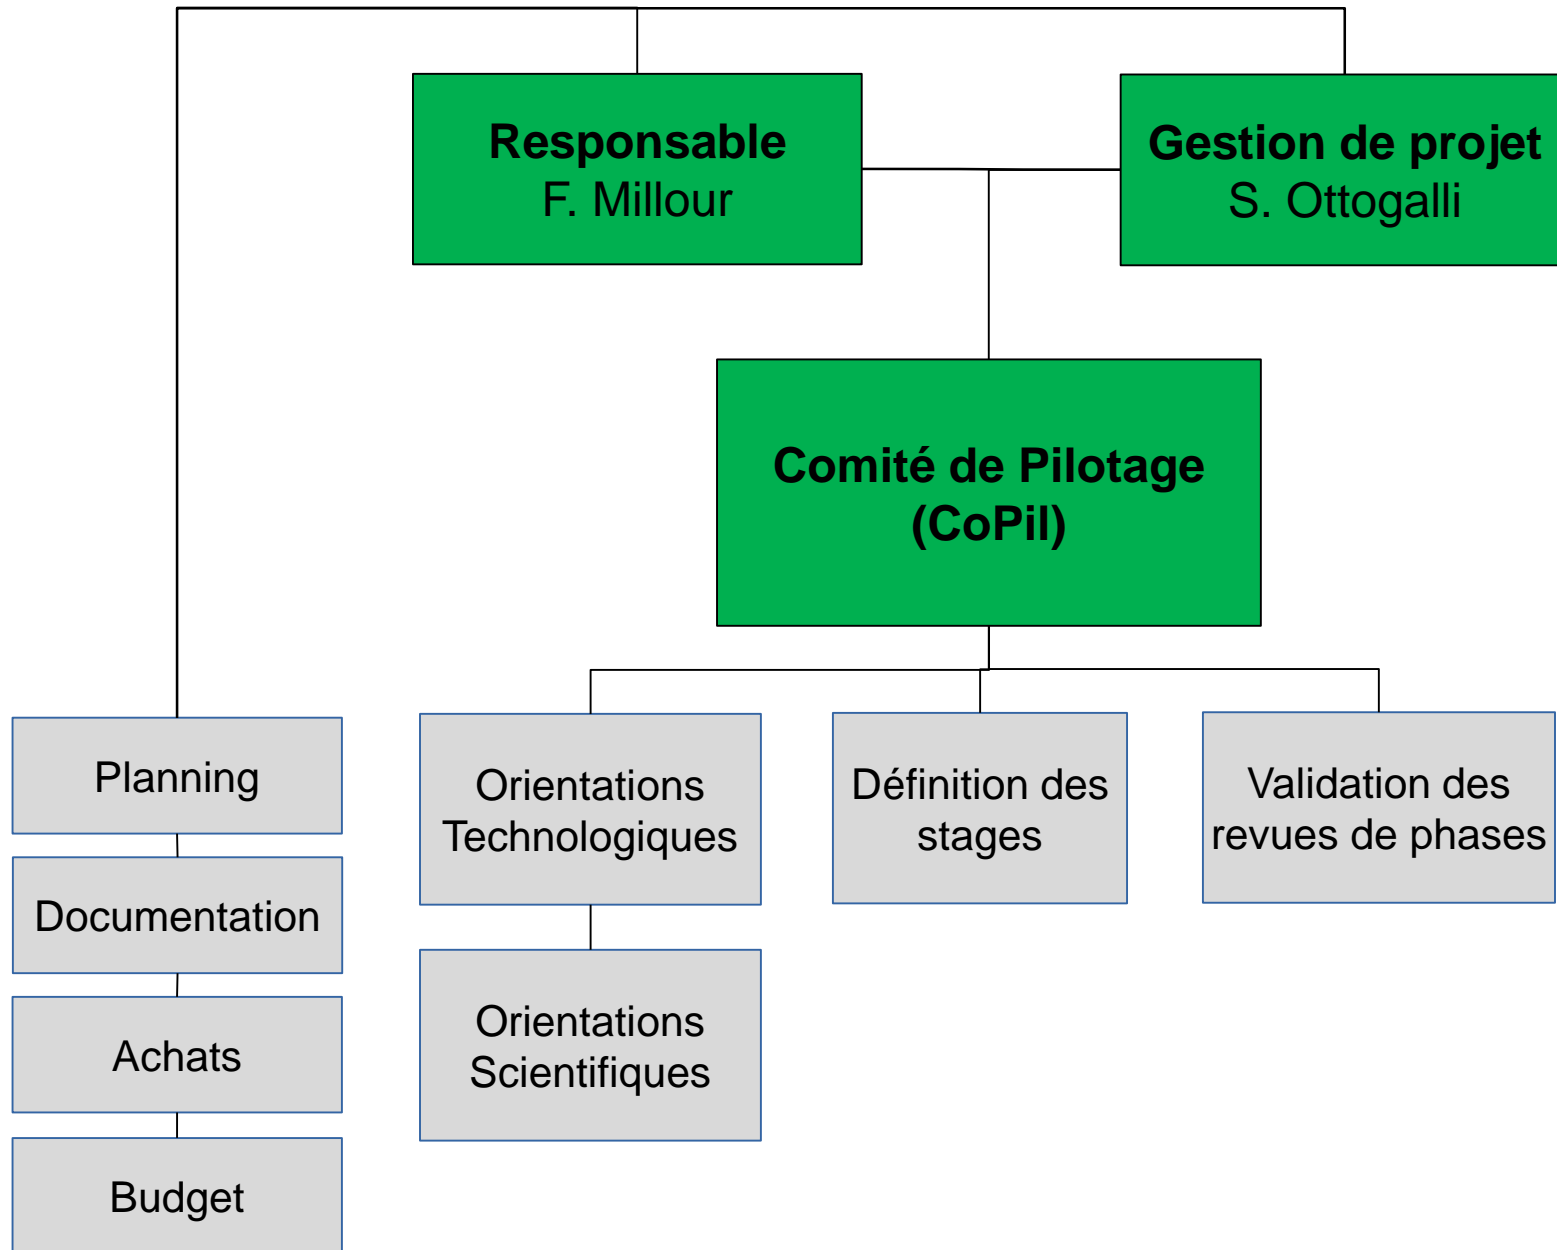 Responsable
F. Millour
Gestion de projet
S. Ottogalli
Comité de Pilotage
(CoPil)
Planning
Documentation
Achats
Budget
Orientations
Technologiques
Orientations
Scientifiques
Définition des
stages
Validation des
revues de phases